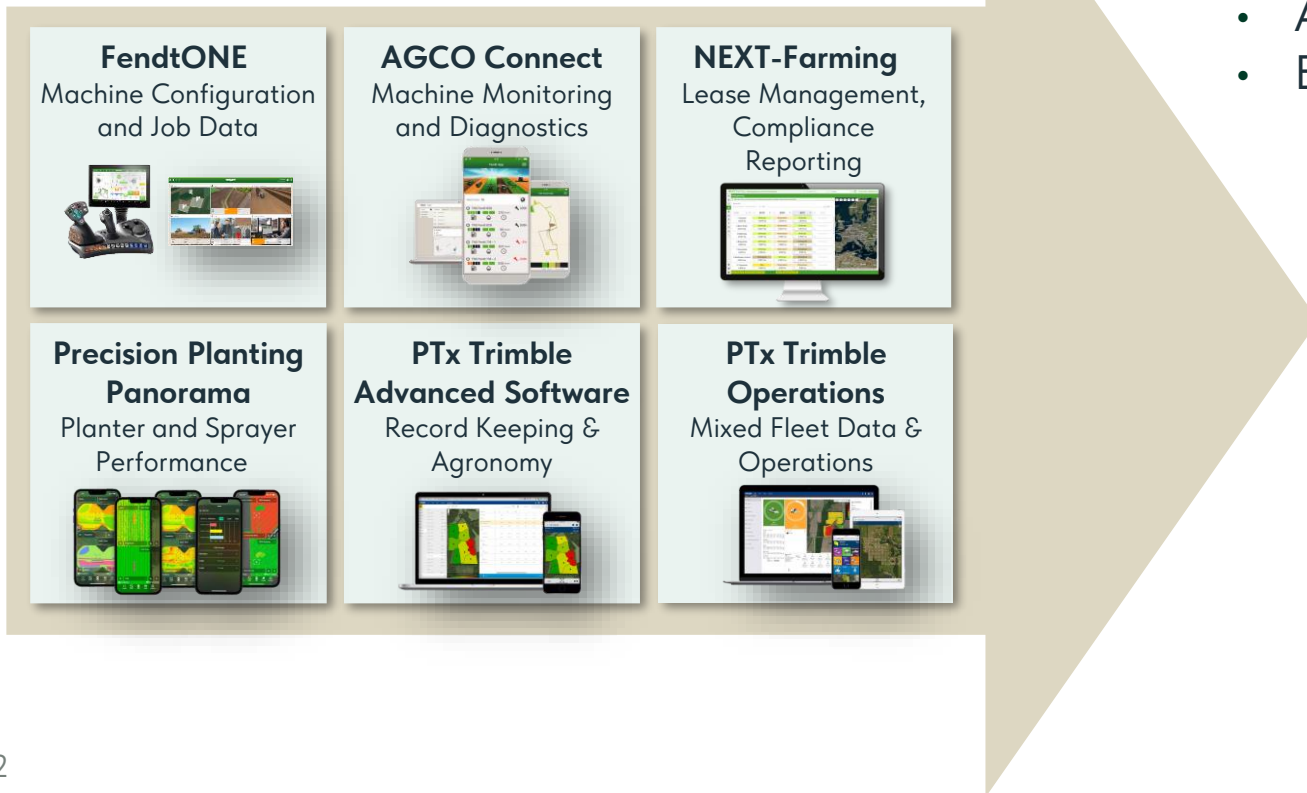 FendtONE
Machine Configuration
and Job Data
AGCO Connect
Machine Monitoring
and Diagnostics
NEXT-Farming
Lease Management,
Compliance
Reporting
Precision Planting
Panorama
Planter and Sprayer
Performance
PTx Trimble
Advanced Software
Record Keeping &
Agronomy
PTx Trimble
Operations
Mixed Fleet Data &
Operations
2